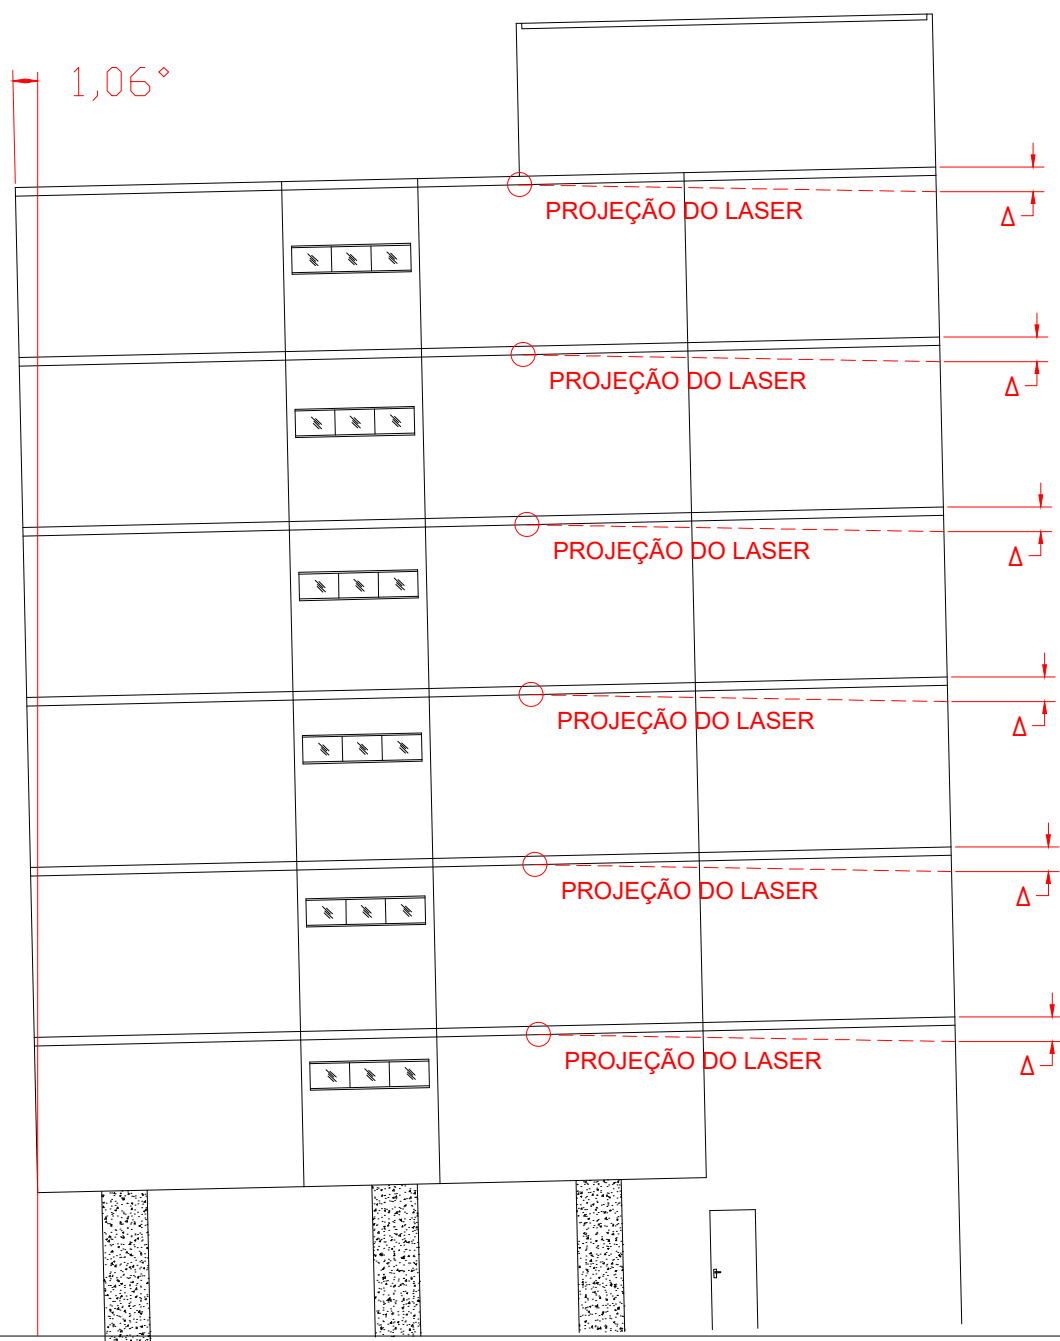 1,06°
PROJEÇÃO DO LASER
Δ
PROJEÇÃO DO LASER
Δ
PROJEÇÃO DO LASER
Δ
PROJEÇÃO DO LASER
Δ
PROJEÇÃO DO LASER
Δ
PROJEÇÃO DO LASER
Δ